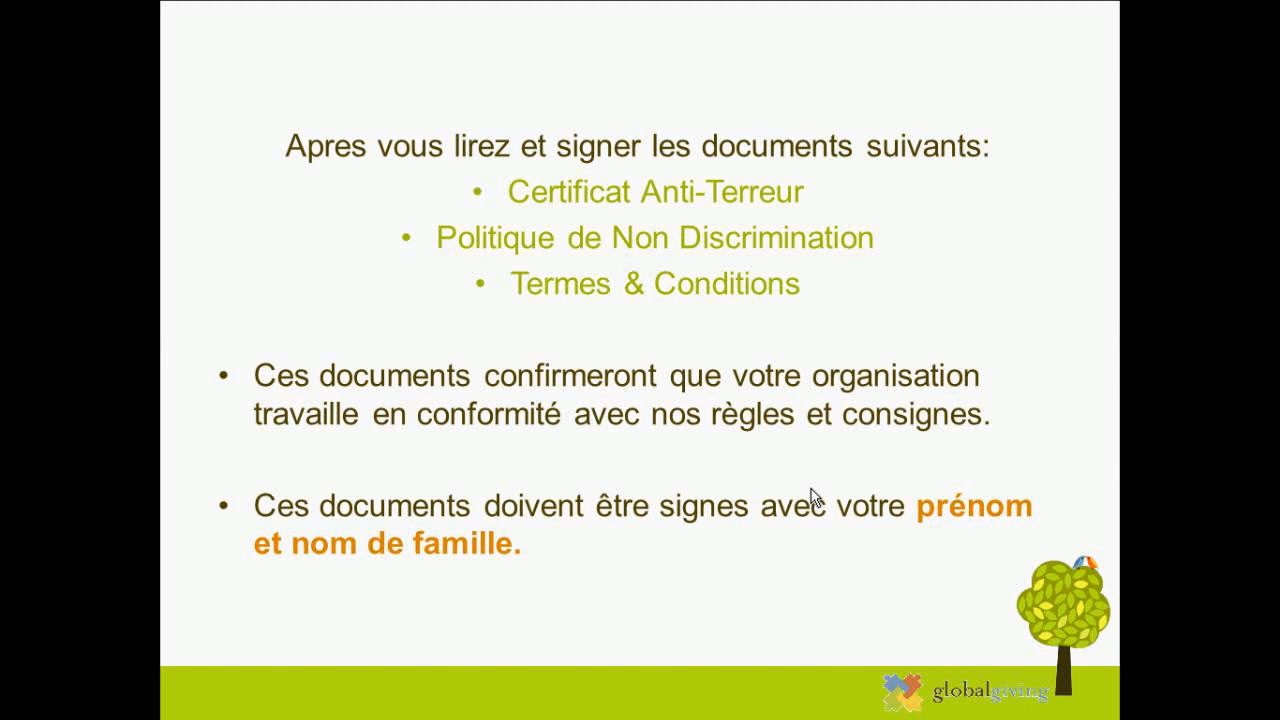 Apres vous lirez et signer les documents suivants:
• Certificat Anti-Terreur
• Politique de Non Discrimination
• Termes & Conditions
• Ces documents confirmeront que votre organisation
travaille en conformité avec nos règles et consignes.
• Ces documents doivent être signes avec votre prénom
et nom de famille.
globalgiving